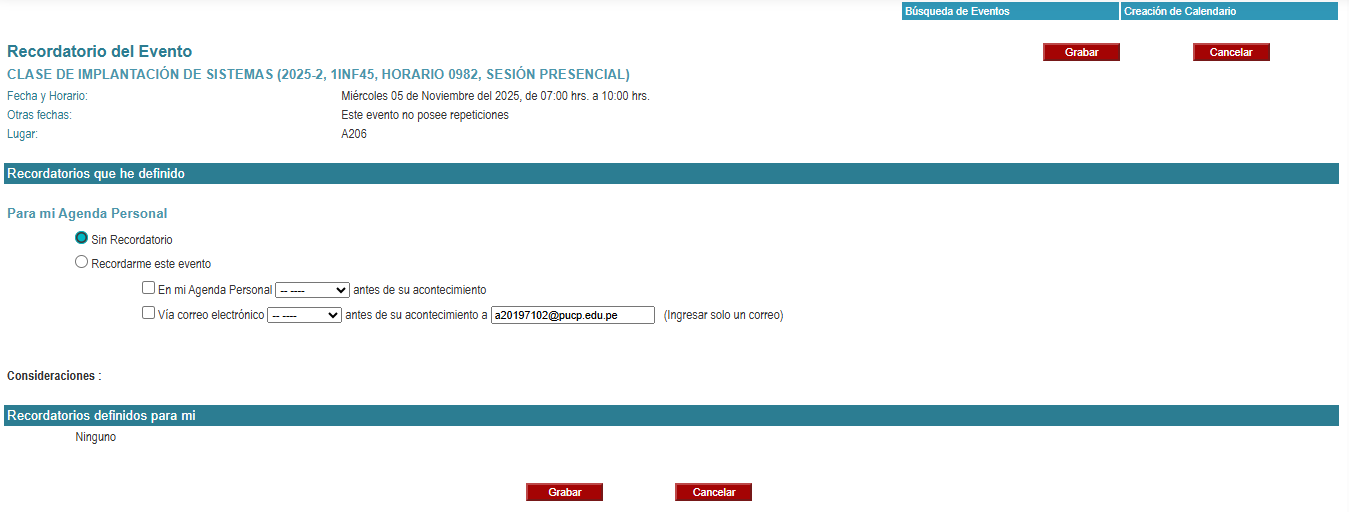 Búsqueda de Eventos Creación de Calendario
Recordatorio del Evento Grabar Cancelar
CLASE DE IMPLANTACIÓN DE SISTEMAS (2025-2, 1INF45, HORARIO 0982, SESIÓN PRESENCIAL)
Fecha y Horario: Miércoles 05 de Noviembre del 2025, de 07:00 hrs. a 10:00 hrs.
Otras fechas: Este evento no posee repeticiones
Lugar: A206
Recordatorios que he definido
Para mi Agenda Personal
Sin Recordatorio
Recordarme este evento
En mi Agenda Personal -- ---- antes de su acontecimiento
Vía correo electrónico -- ---- antes de su acontecimiento a a20197102@pucp.edu.pe (Ingresar solo un correo)
Consideraciones :
Recordatorios definidos para mi
Ninguno
Grabar Cancelar